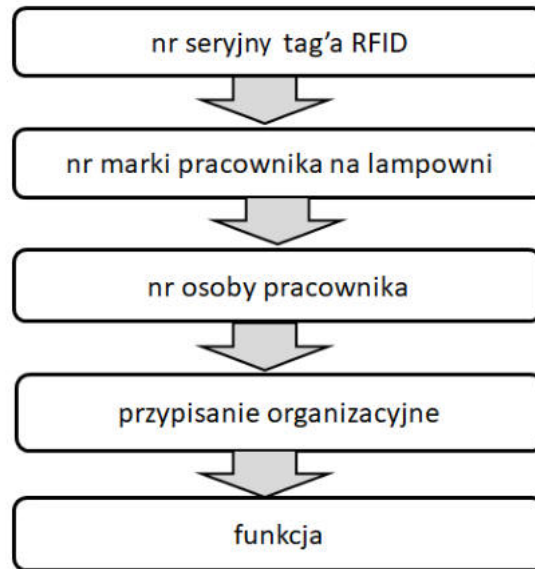 nr seryjny tag’a RFID
nr marki pracownika na lampowni
nr osoby pracownika
przypisanie organizacyjne
funkcja